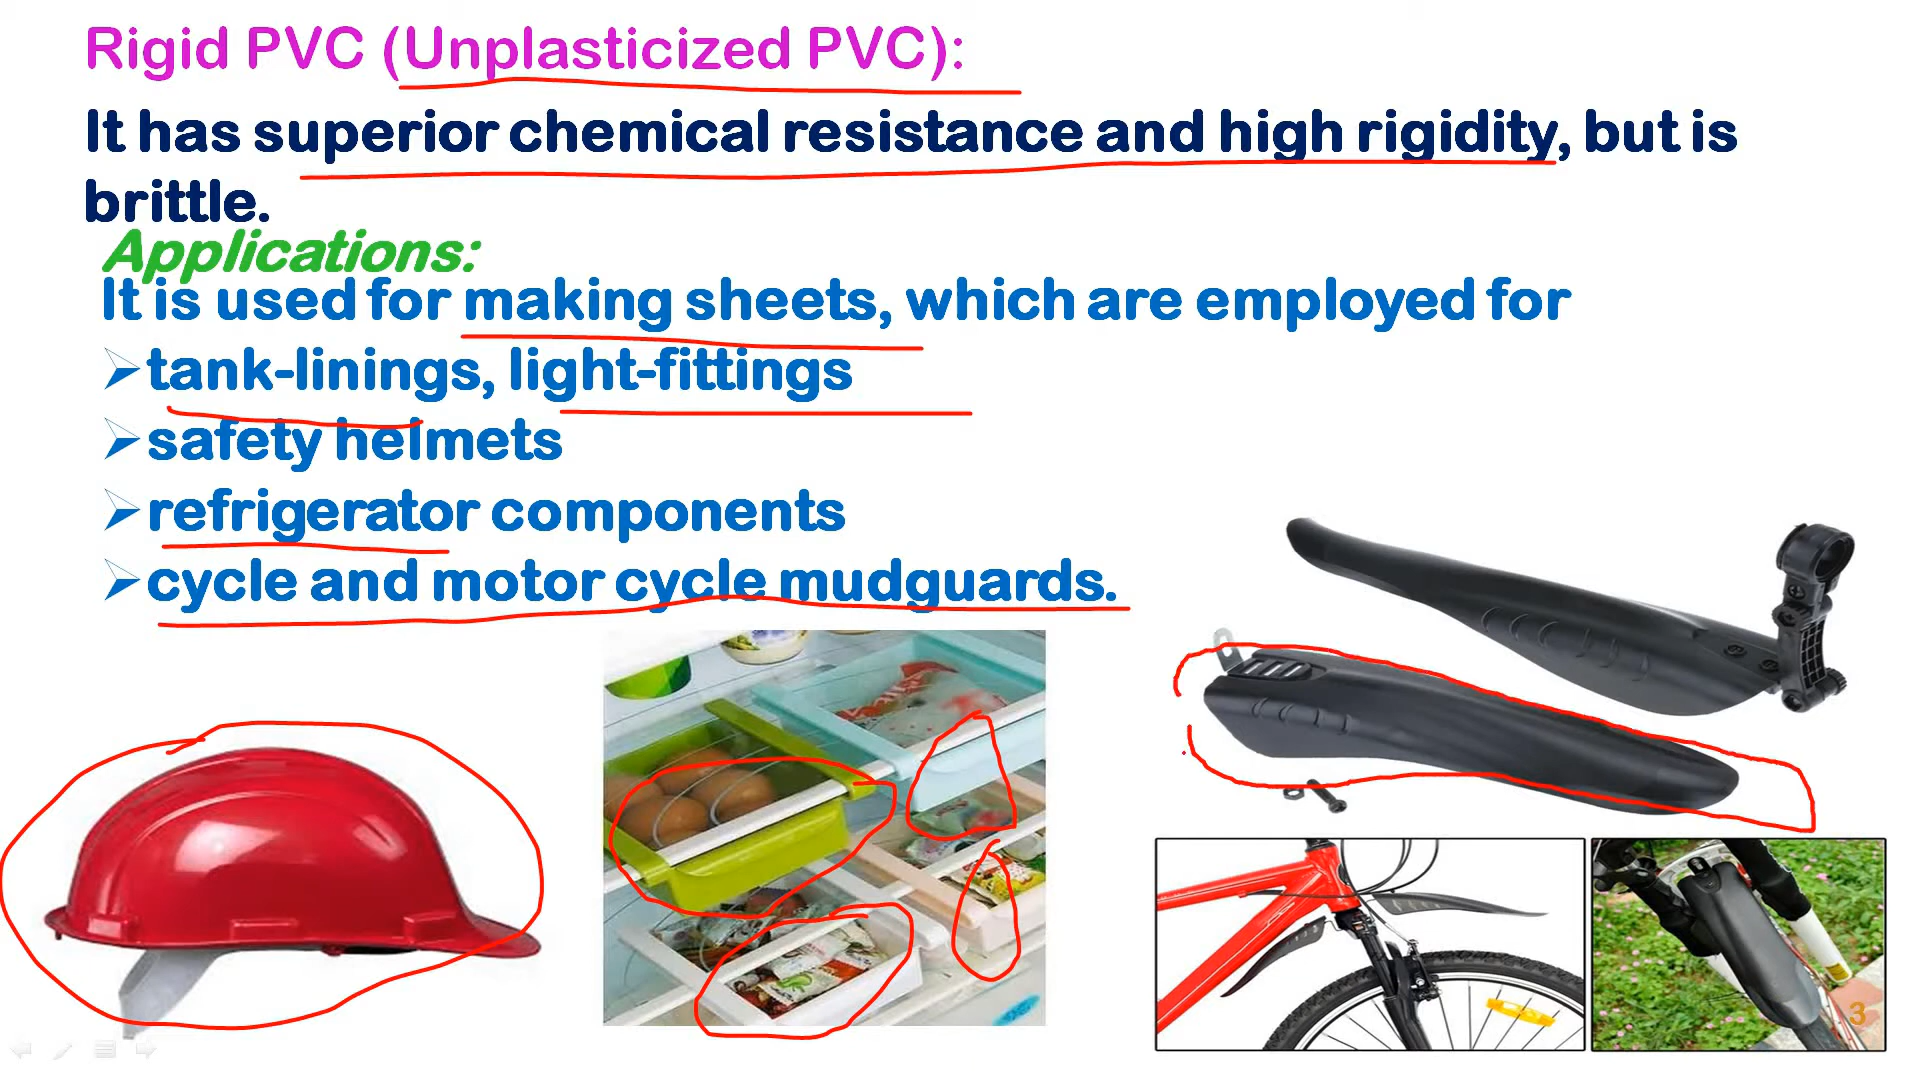 Rigid PVC (Unplasticized PVC):
It has superior chemical resistance and high rigidity, but is
brittle.
Applications:
It is used for making sheets, which are employed for
➢tank-linings, light-fittings
➢safety helmets
➢refrigerator components
➢cycle and motor cycle mudguards.
3